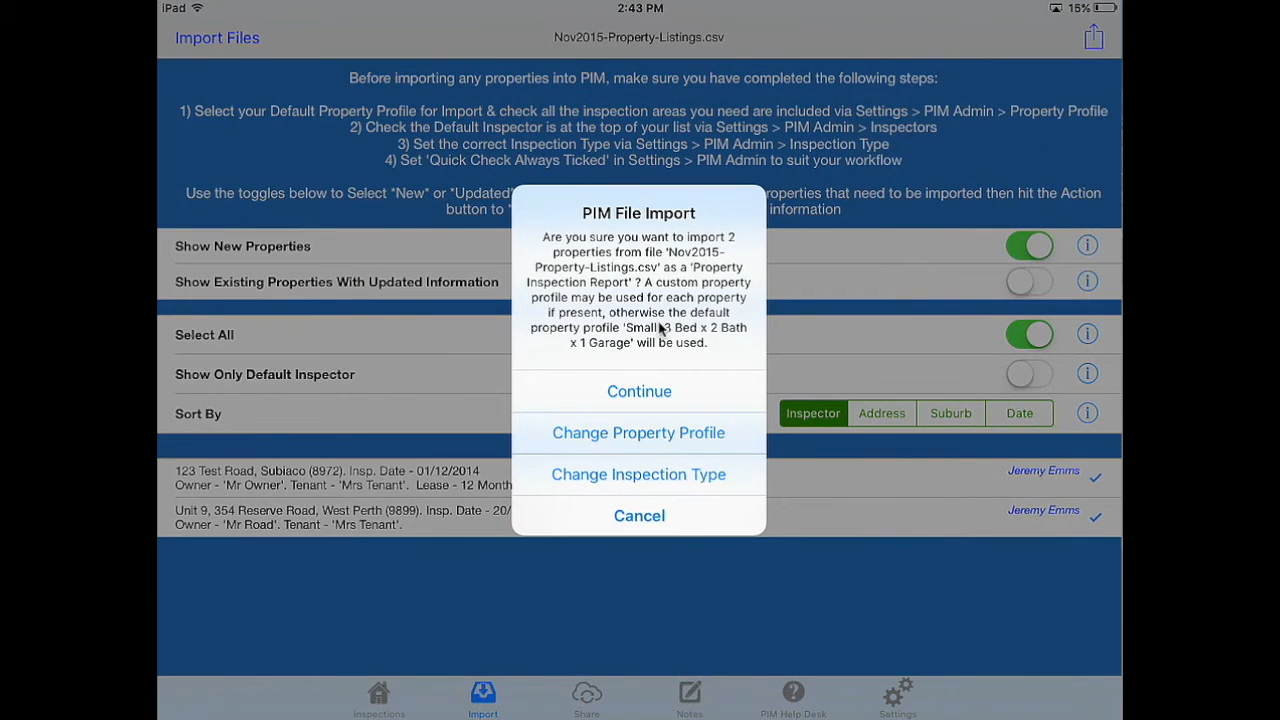 iPad 2:43 PM 15%
Import Files Nov2015-Property-Listings.csv
Before importing any properties into PIM, make sure you have completed the following steps:
1) Select your Default Property Profile for Import & check all the inspection areas you need are included via Settings > PIM Admin > Property Profile
2) Check the Default Inspector is at the top of your list via Settings > PIM Admin > Inspectors
3) Set the correct Inspection Type via Settings > PIM Admin > Inspection Type
4) Set 'Quick Check Always Ticked' in Settings > PIM Admin to suit your workflow
Use the toggles below to Select *New* or *Updated* properties that need to be imported then hit the Action
button to information
PIM File Import
Are you sure you want to import 2
properties from file 'Nov2015-
Property-Listings.csv' as a 'Property
Inspection Report' ? A custom property
profile may be used for each property
if present, otherwise the default
property profile 'Small 3 Bed x 2 Bath
x 1 Garage' will be used.
Continue
Change Property Profile
Change Inspection Type
Cancel
Show New Properties
Show Existing Properties With Updated Information
Select All
Show Only Default Inspector
Sort By Inspector Address Suburb Date
123 Test Road, Subiaco (8972). Insp. Date - 01/12/2014 Jeremy Emms
Owner - 'Mr Owner'. Tenant - 'Mrs Tenant'. Lease - 12 Month
Unit 9, 354 Reserve Road, West Perth (9899). Insp. Date - 20/ Jeremy Emms
Owner - 'Mr Road'. Tenant - 'Mrs Tenant'.
Inspections Import Share Notes PIM Help Desk Settings